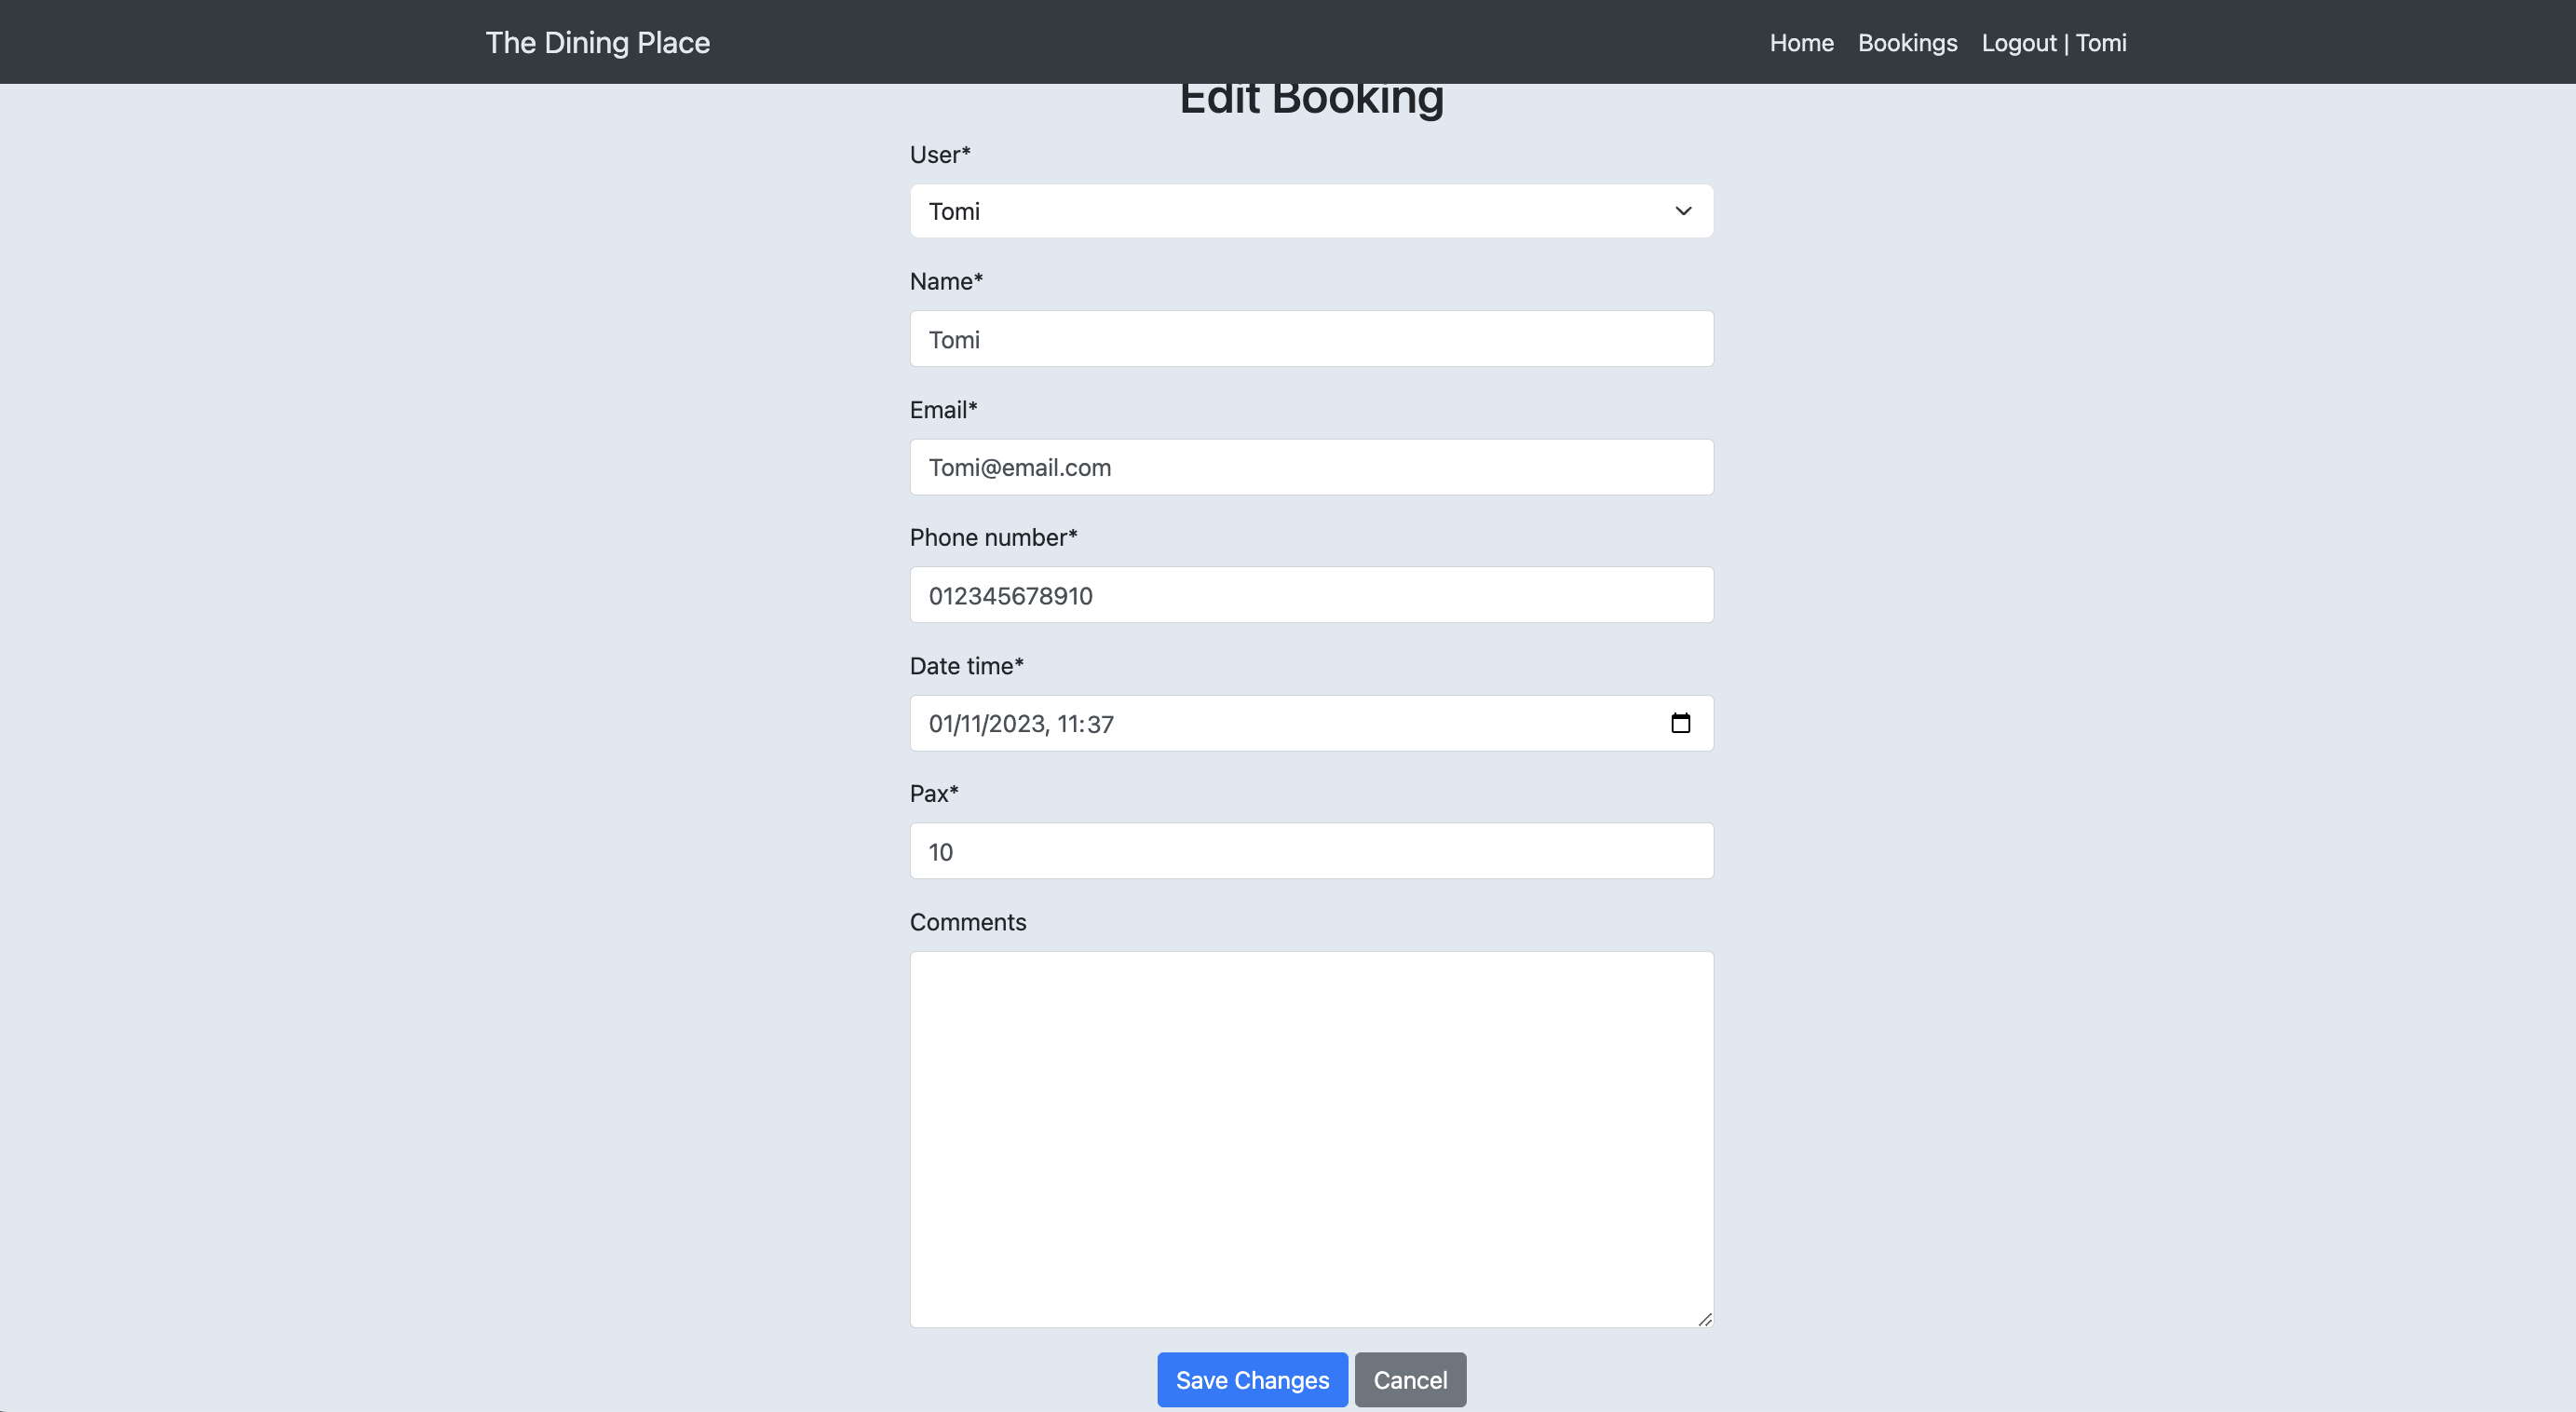 The Dining Place Home Bookings Logout | Tomi
Edit Booking
User*
Tomi
Name*
Tomi
Email*
Tomi@email.com
Phone number*
012345678910
Date time*
01/11/2023, 11:37
Pax*
10
Comments
Save Changes Cancel